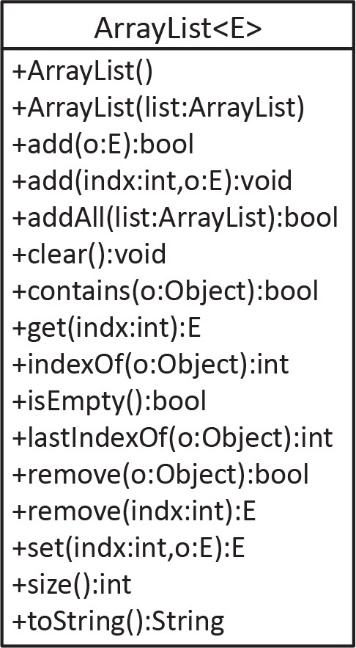 ArrayList<E>
+ArrayList()
+ArrayList(list:ArrayList)
+add(o:E):bool
+add(indx:int,o:E):void
+addAll(list:ArrayList):bool
+clear():void
+contains(o:Object):bool
+get(indx:int):E
+indexOf(o:Object):int
+isEmpty():bool
+lastIndexOf(o:Object):int
+remove(o:Object):bool
+remove(indx:int):E
+set(indx:int,o:E):E
+size():int
+toString():String